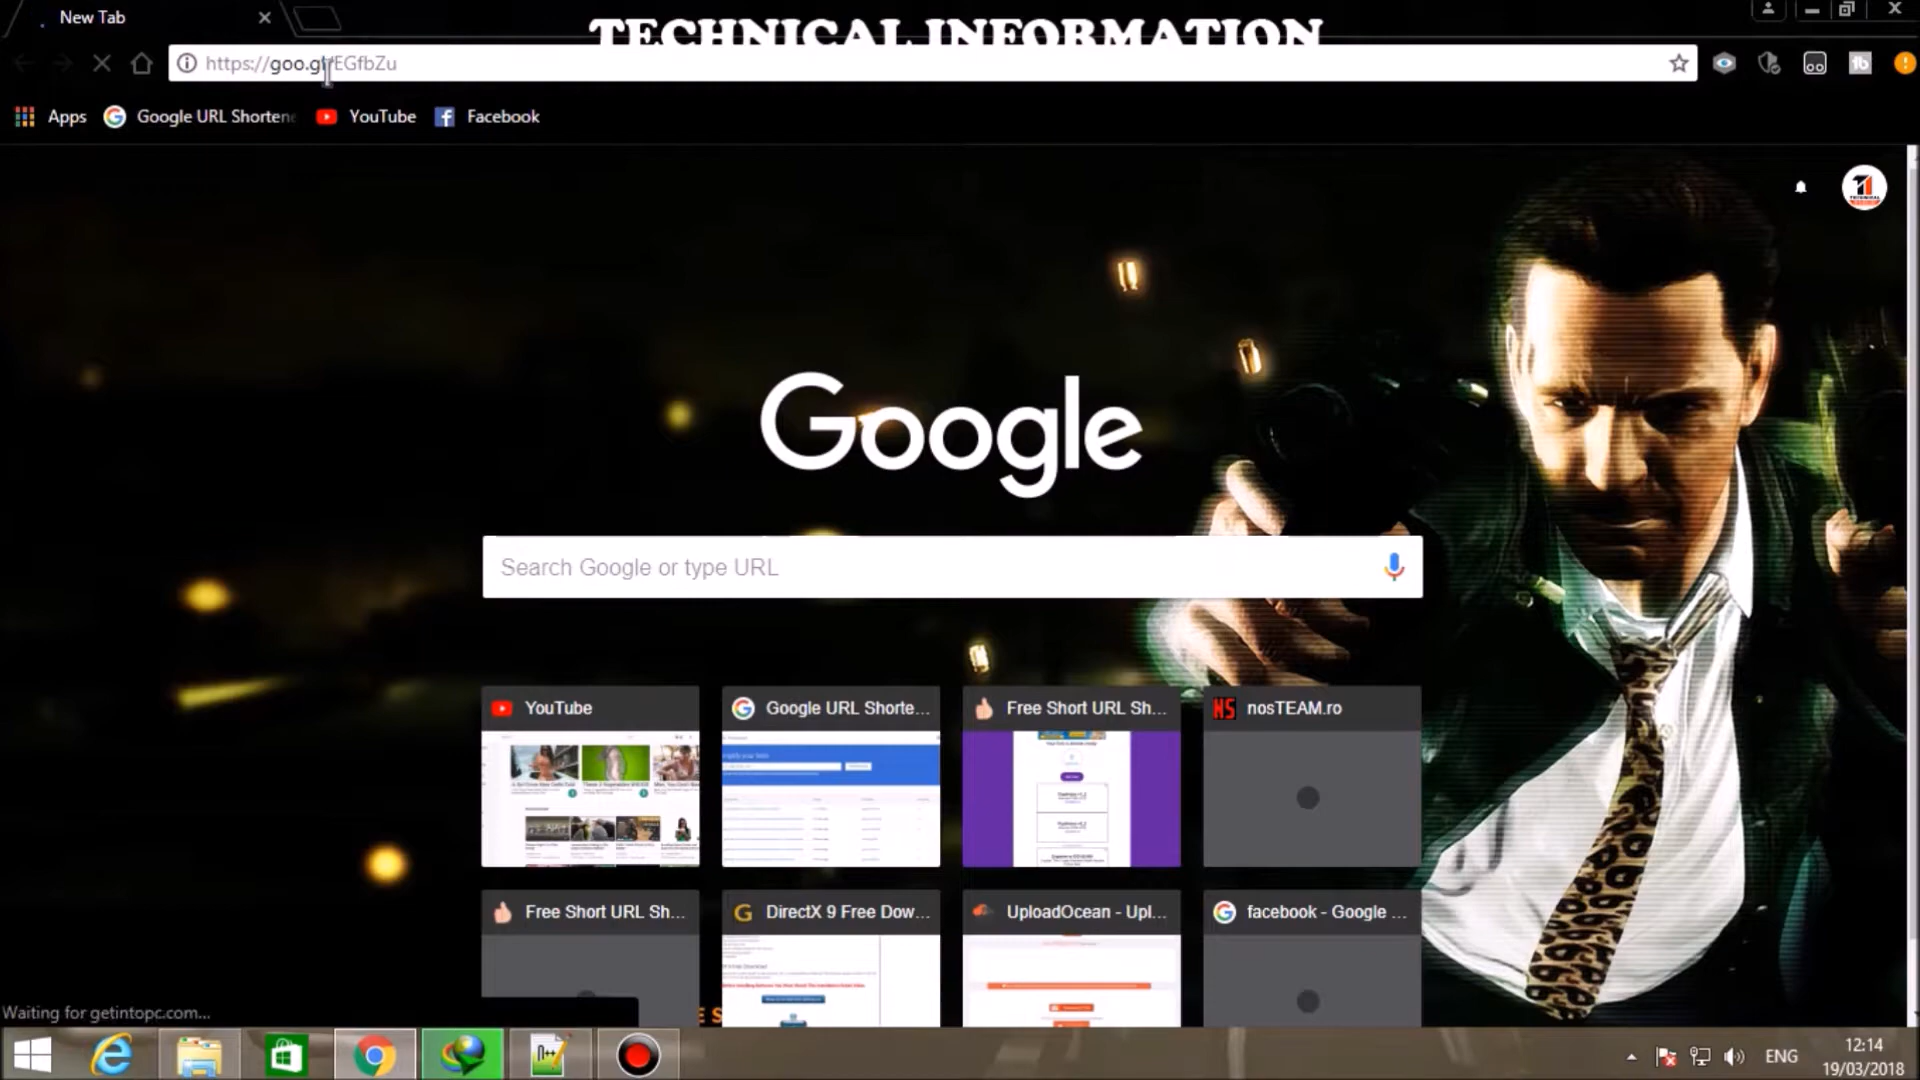 New Tab
TECHNICAL INFORMATION
https://goo.gl/EGfbZu
Apps
Google URL Shortene
YouTube
Facebook
Google
Search Google or type URL
YouTube
Google URL Shorte...
Free Short URL Sh...
NS nosTEAM.ro
Free Short URL Sh...
DirectX 9 Free Dow...
UploadOcean - Upl...
facebook - Google ...
Waiting for getintopc.com...
ENG
12:14
19/03/2018